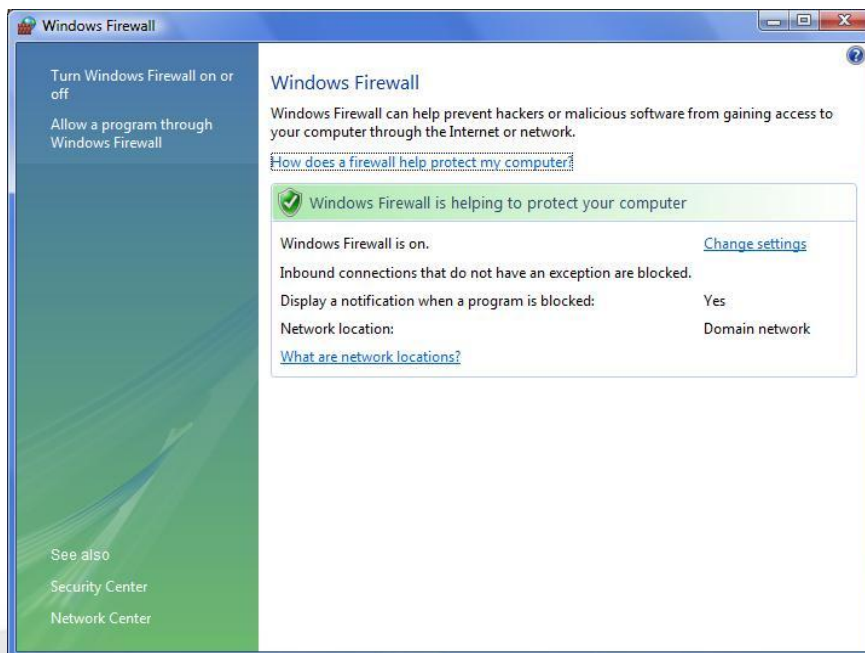 Windows Firewall
Turn Windows Firewall on or
off
Allow a program through
Windows Firewall
See also
Security Center
Network Center
Windows Firewall
Windows Firewall can help prevent hackers or malicious software from gaining access to
your computer through the Internet or network.
How does a firewall help protect my computer?
Windows Firewall is helping to protect your computer
Windows Firewall is on. Change settings
Inbound connections that do not have an exception are blocked.
Display a notification when a program is blocked: Yes
Network location: Domain network
What are network locations?